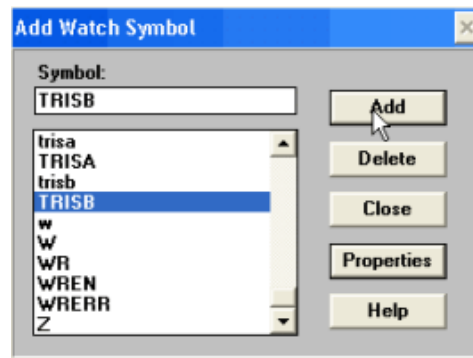 Add Watch Symbol
Symbol:
TRISB
trisa
TRISA
trisb
TRISB
w
W
WR
WREN
WRERR
Z
Add
Delete
Close
Properties
Help